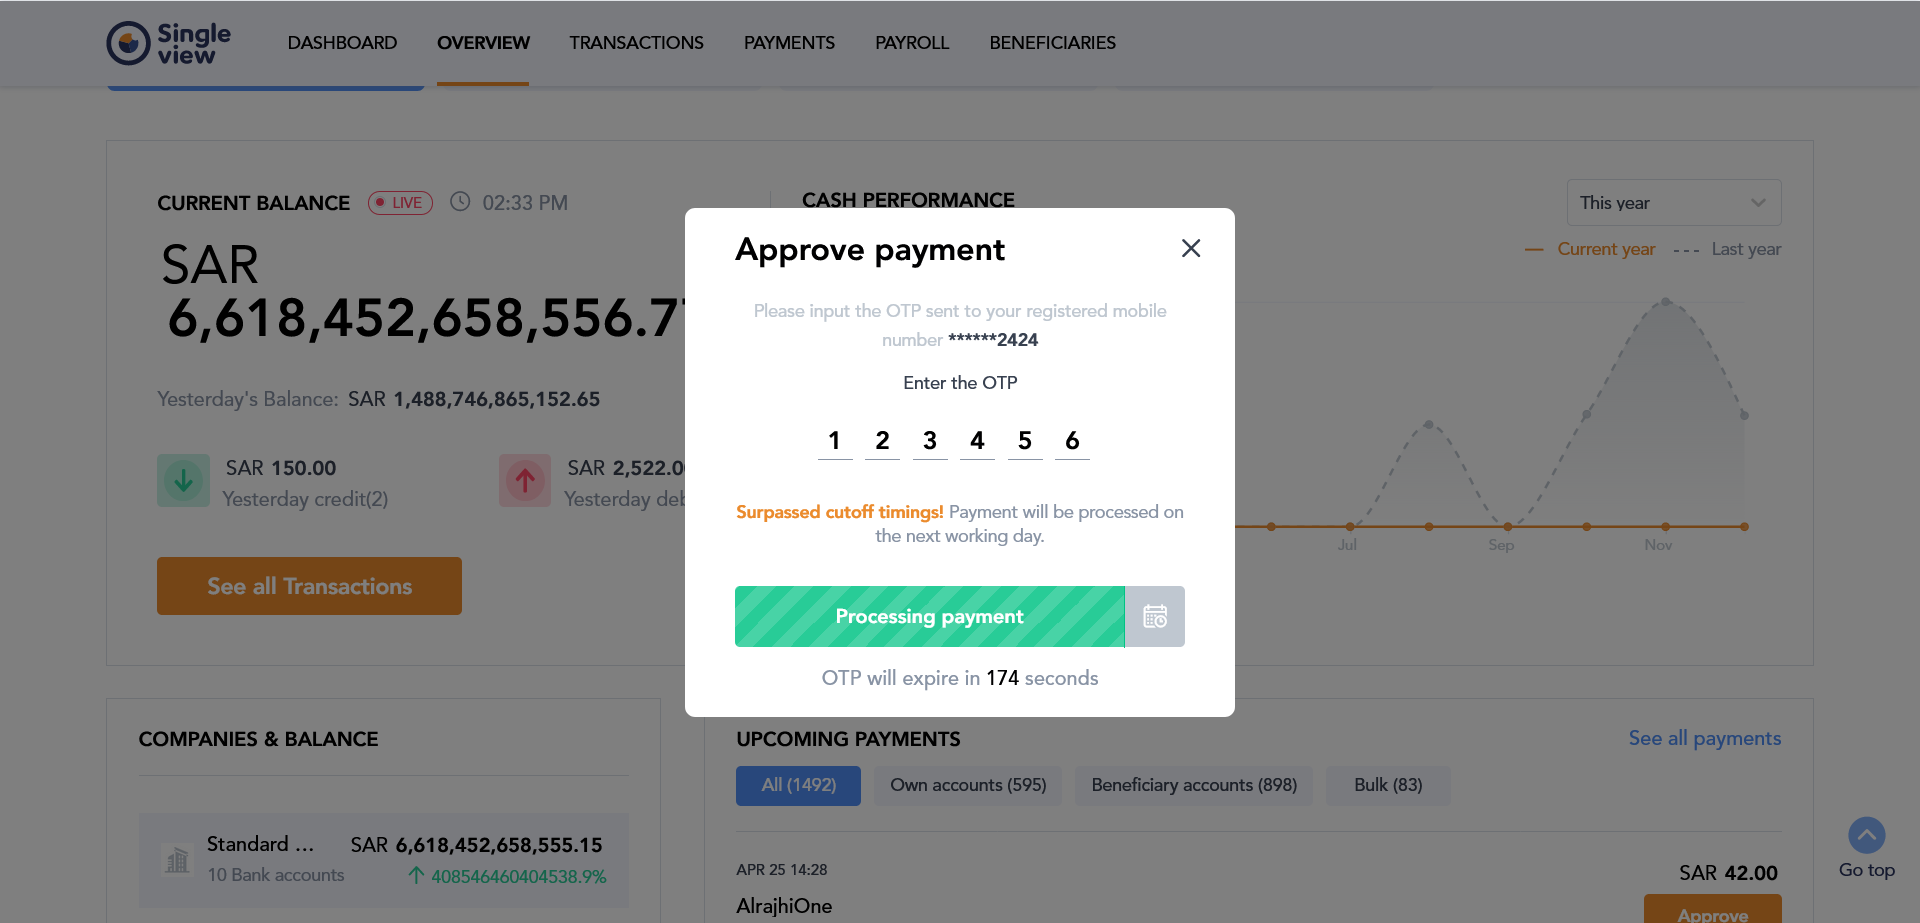 Single
view
DASHBOARD
OVERVIEW
TRANSACTIONS
PAYMENTS
PAYROLL
BENEFICIARIES
CURRENT BALANCE
LIVE
02:33 PM
SAR
6,618,452,658,556.7
Yesterday's Balance: SAR 1,488,746,865,152.65
SAR 150.00
Yesterday credit(2)
SAR 2,522.0
Yesterday deb
See all Transactions
CASH PERFORMANCE
This year
Current year
Last year
Jul
Sep
Nov
Approve payment
Please input the OTP sent to your registered mobile
number ******2424
Enter the OTP
1 2 3 4 5 6
Surpassed cutoff timings! Payment will be processed on
the next working day.
Processing payment
OTP will expire in 174 seconds
COMPANIES & BALANCE
Standard ...
SAR 6,618,452,658,555.15
10 Bank accounts
408546460404538.9%
UPCOMING PAYMENTS
See all payments
All (1492)
Own accounts (595)
Beneficiary accounts (898)
Bulk (83)
APR 25 14:28
SAR 42.00
AlrajhiOne
Approve
Go top